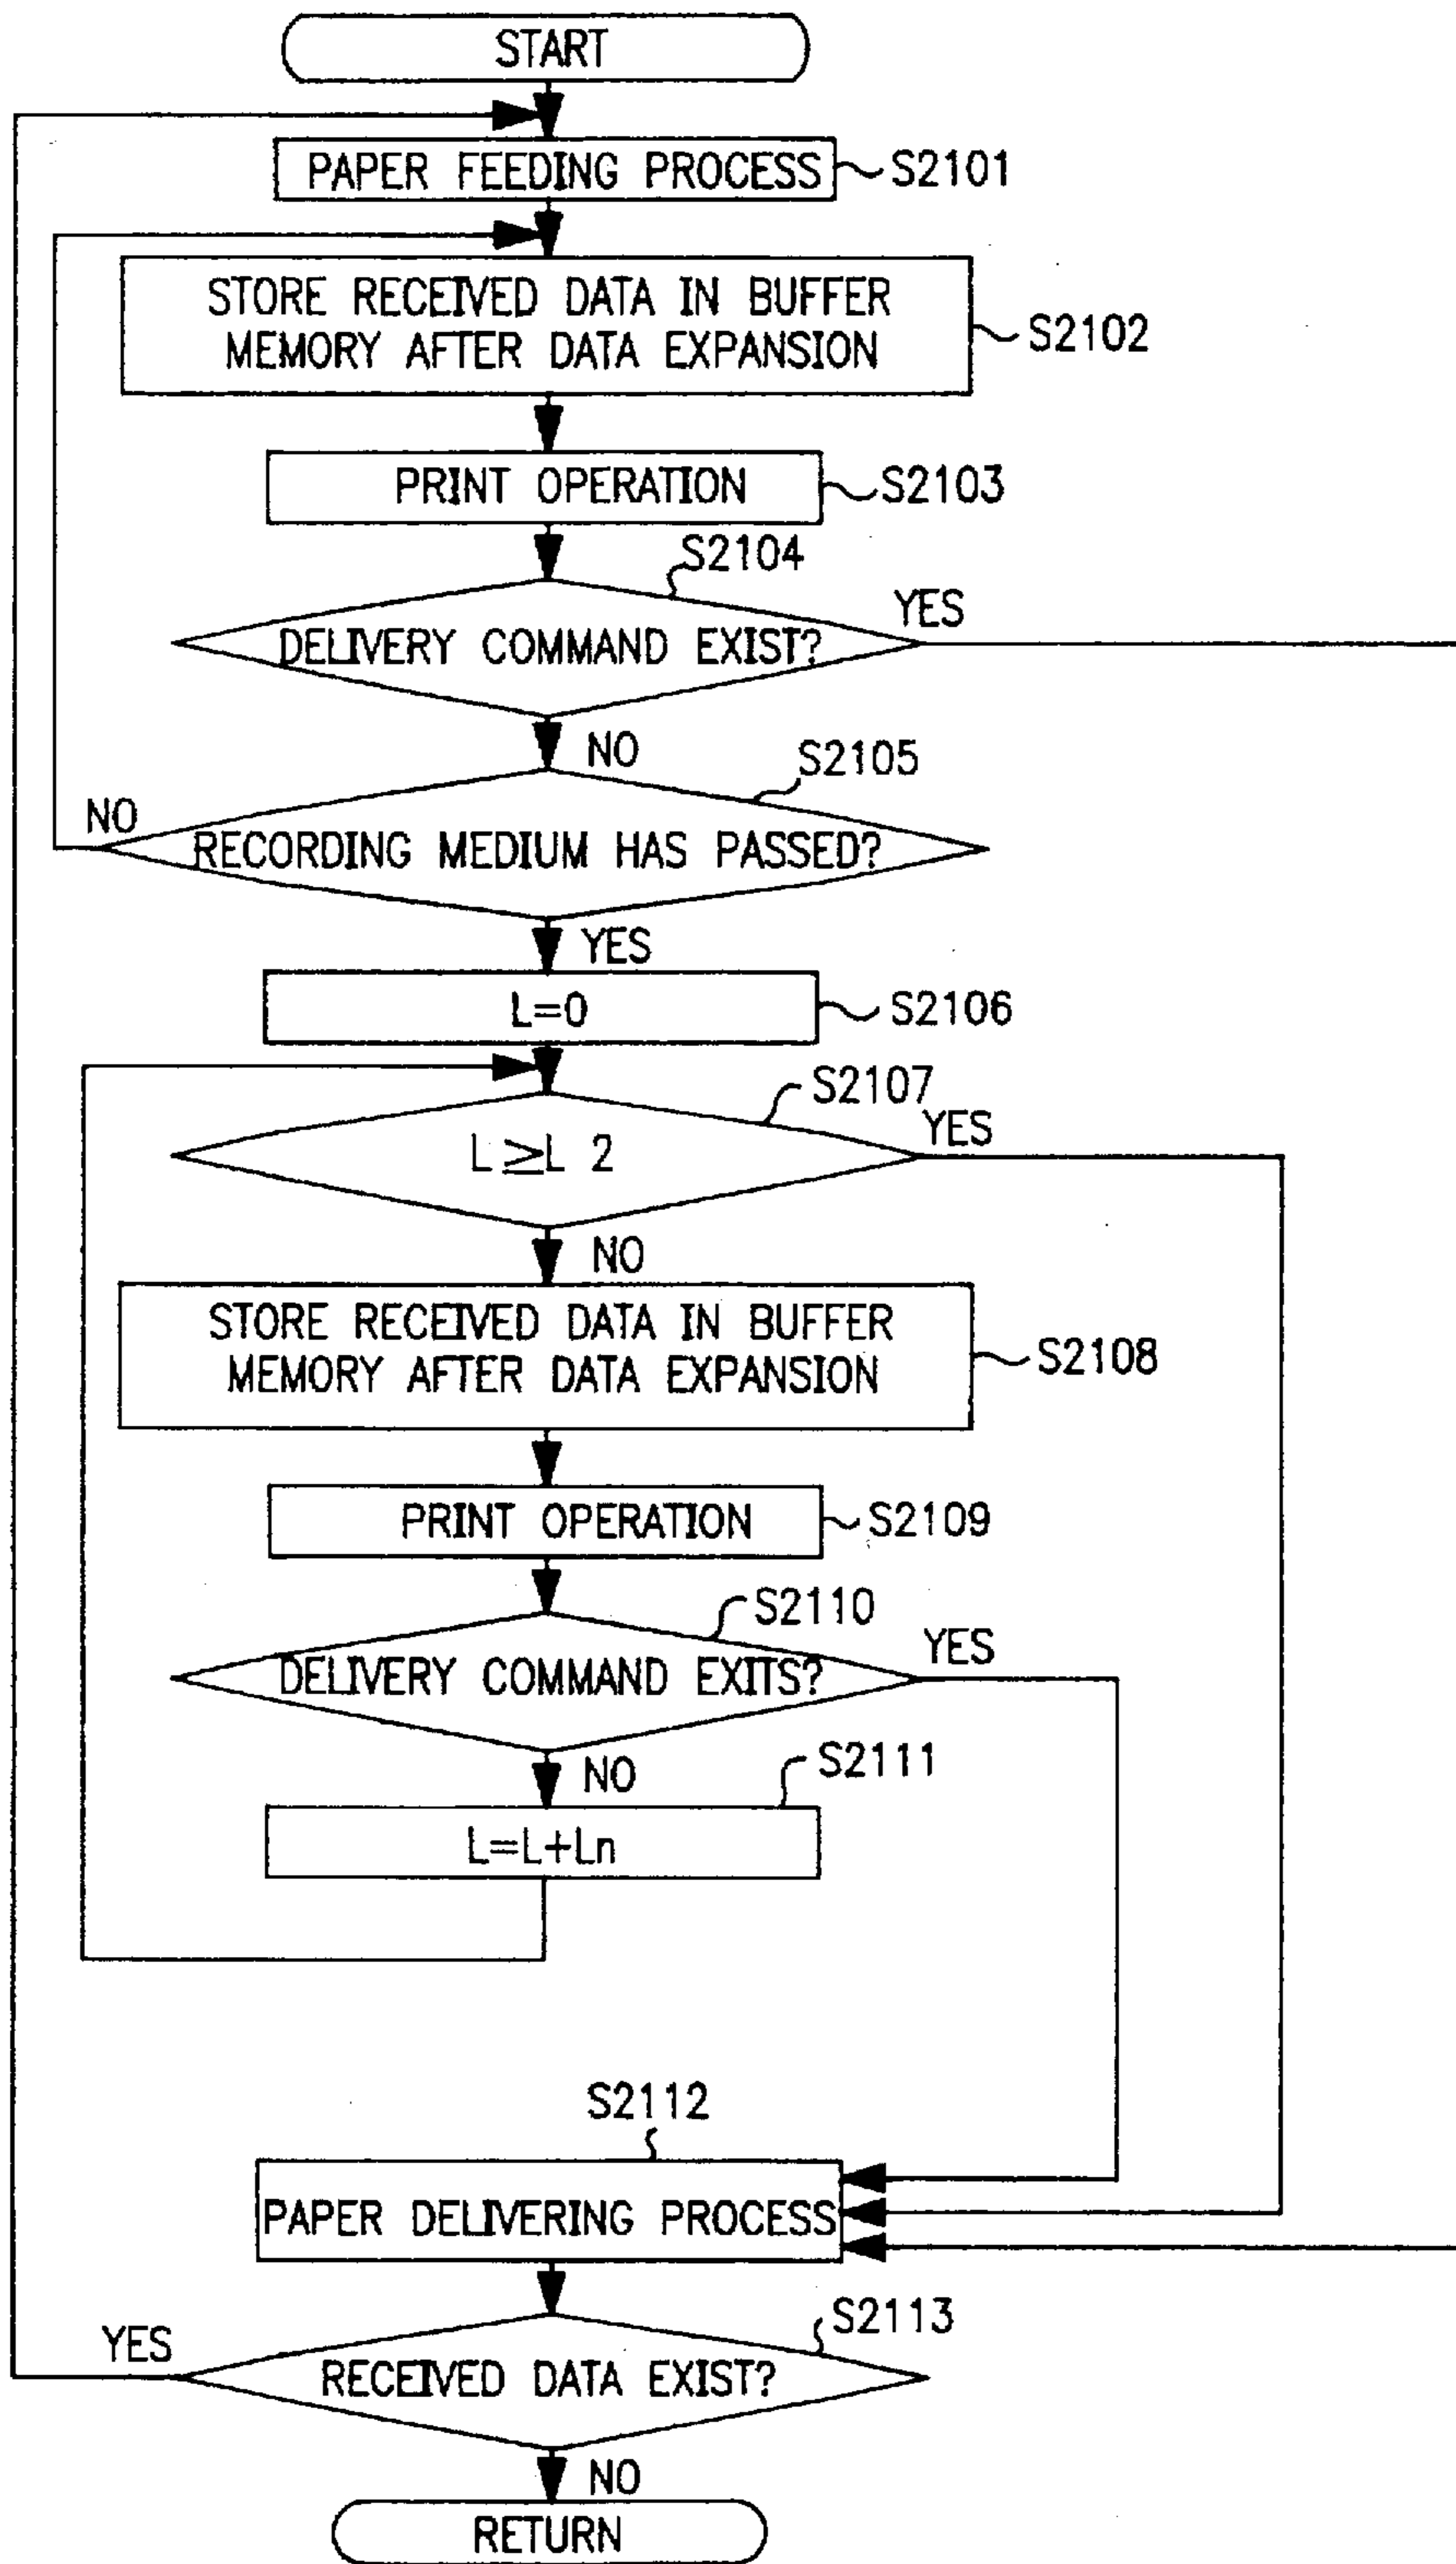 START
PAPER FEEDING PROCESS
S2101
STORE RECEIVED DATA IN BUFFER
MEMORY AFTER DATA EXPANSION
S2102
PRINT OPERATION
S2103
S2104
DELIVERY COMMAND EXIST?
YES
NO
S2105
NO
RECORDING MEDIUM HAS PASSED?
YES
L=0
S2106
S2107
L≥L 2
YES
NO
STORE RECEIVED DATA IN BUFFER
MEMORY AFTER DATA EXPANSION
S2108
PRINT OPERATION
S2109
S2110
DELIVERY COMMAND EXITS?
YES
NO
S2111
L=L+Ln
S2112
PAPER DELIVERING PROCESS
S2113
YES
RECEIVED DATA EXIST?
NO
RETURN